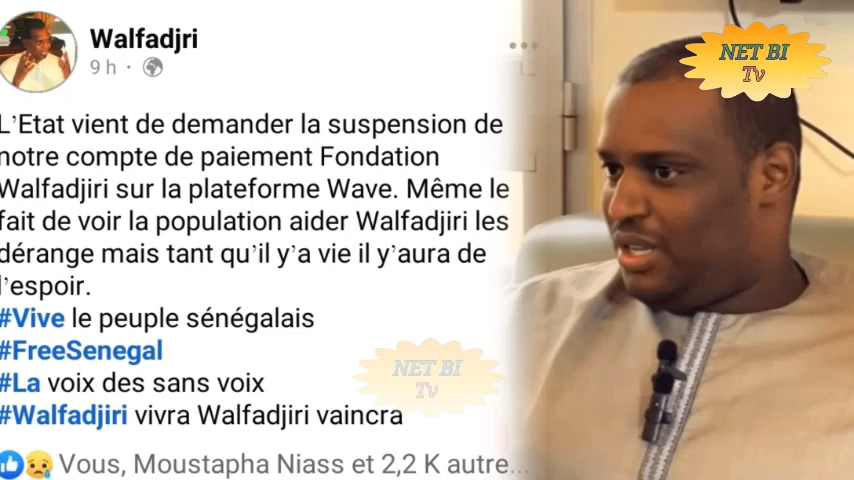 Walfadjri
9 h
L'Etat vient de demander la suspension de
notre compte de paiement Fondation
Walfadjiri sur la plateforme Wave. Même le
fait de voir la population aider Walfadjiri les
dérange mais tant qu'il y'a vie il y'aura de
l'espoir.
#Vive le peuple sénégalais
#FreeSenegal
#La voix des sans voix
#Walfadjiri vivra Walfadjiri vaincra
Vous, Moustapha Niass et 2,2 K autre...
NET BI
Tv
NET BI
Tv